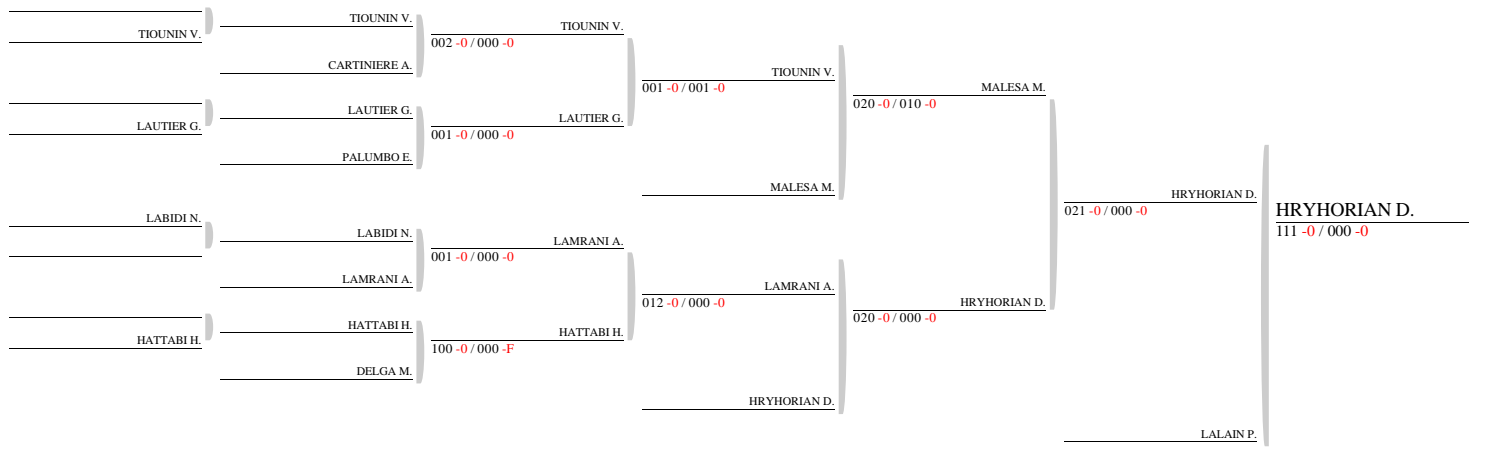 TIOUNIN V.
LAUTIER G.
LABIDI N.
HATTABI H.
TIOUNIN V.
CARTINIERE A.
LAUTIER G.
PALUMBO E.
LABIDI N.
LAMRANI A.
HATTABI H.
DELGA M.
TIOUNIN V.
002 -0 / 000 -0
LAUTIER G.
001 -0 / 000 -0
LAMRANI A.
001 -0 / 000 -0
HATTABI H.
100 -0 / 000 -F
TIOUNIN V.
001 -0 / 001 -0
MALESA M.
LAMRANI A.
012 -0 / 000 -0
HRYHORIAN D.
MALESA M.
020 -0 / 010 -0
HRYHORIAN D.
020 -0 / 000 -0
HRYHORIAN D.
021 -0 / 000 -0
LALAIN P.
HRYHORIAN D.
111 -0 / 000 -0